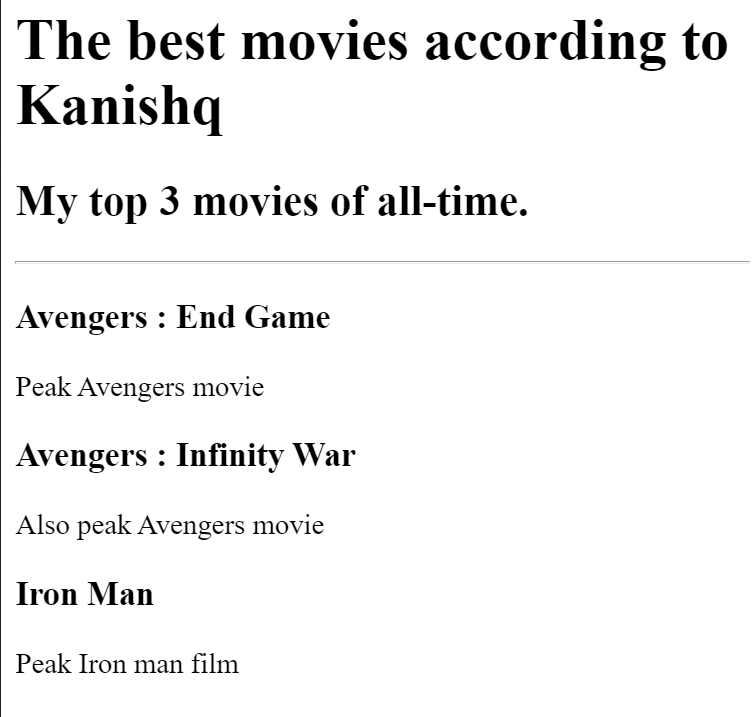 The best movies according to
Kanishq
My top 3 movies of all-time.
Avengers : End Game
Peak Avengers movie
Avengers : Infinity War
Also peak Avengers movie
Iron Man
Peak Iron man film